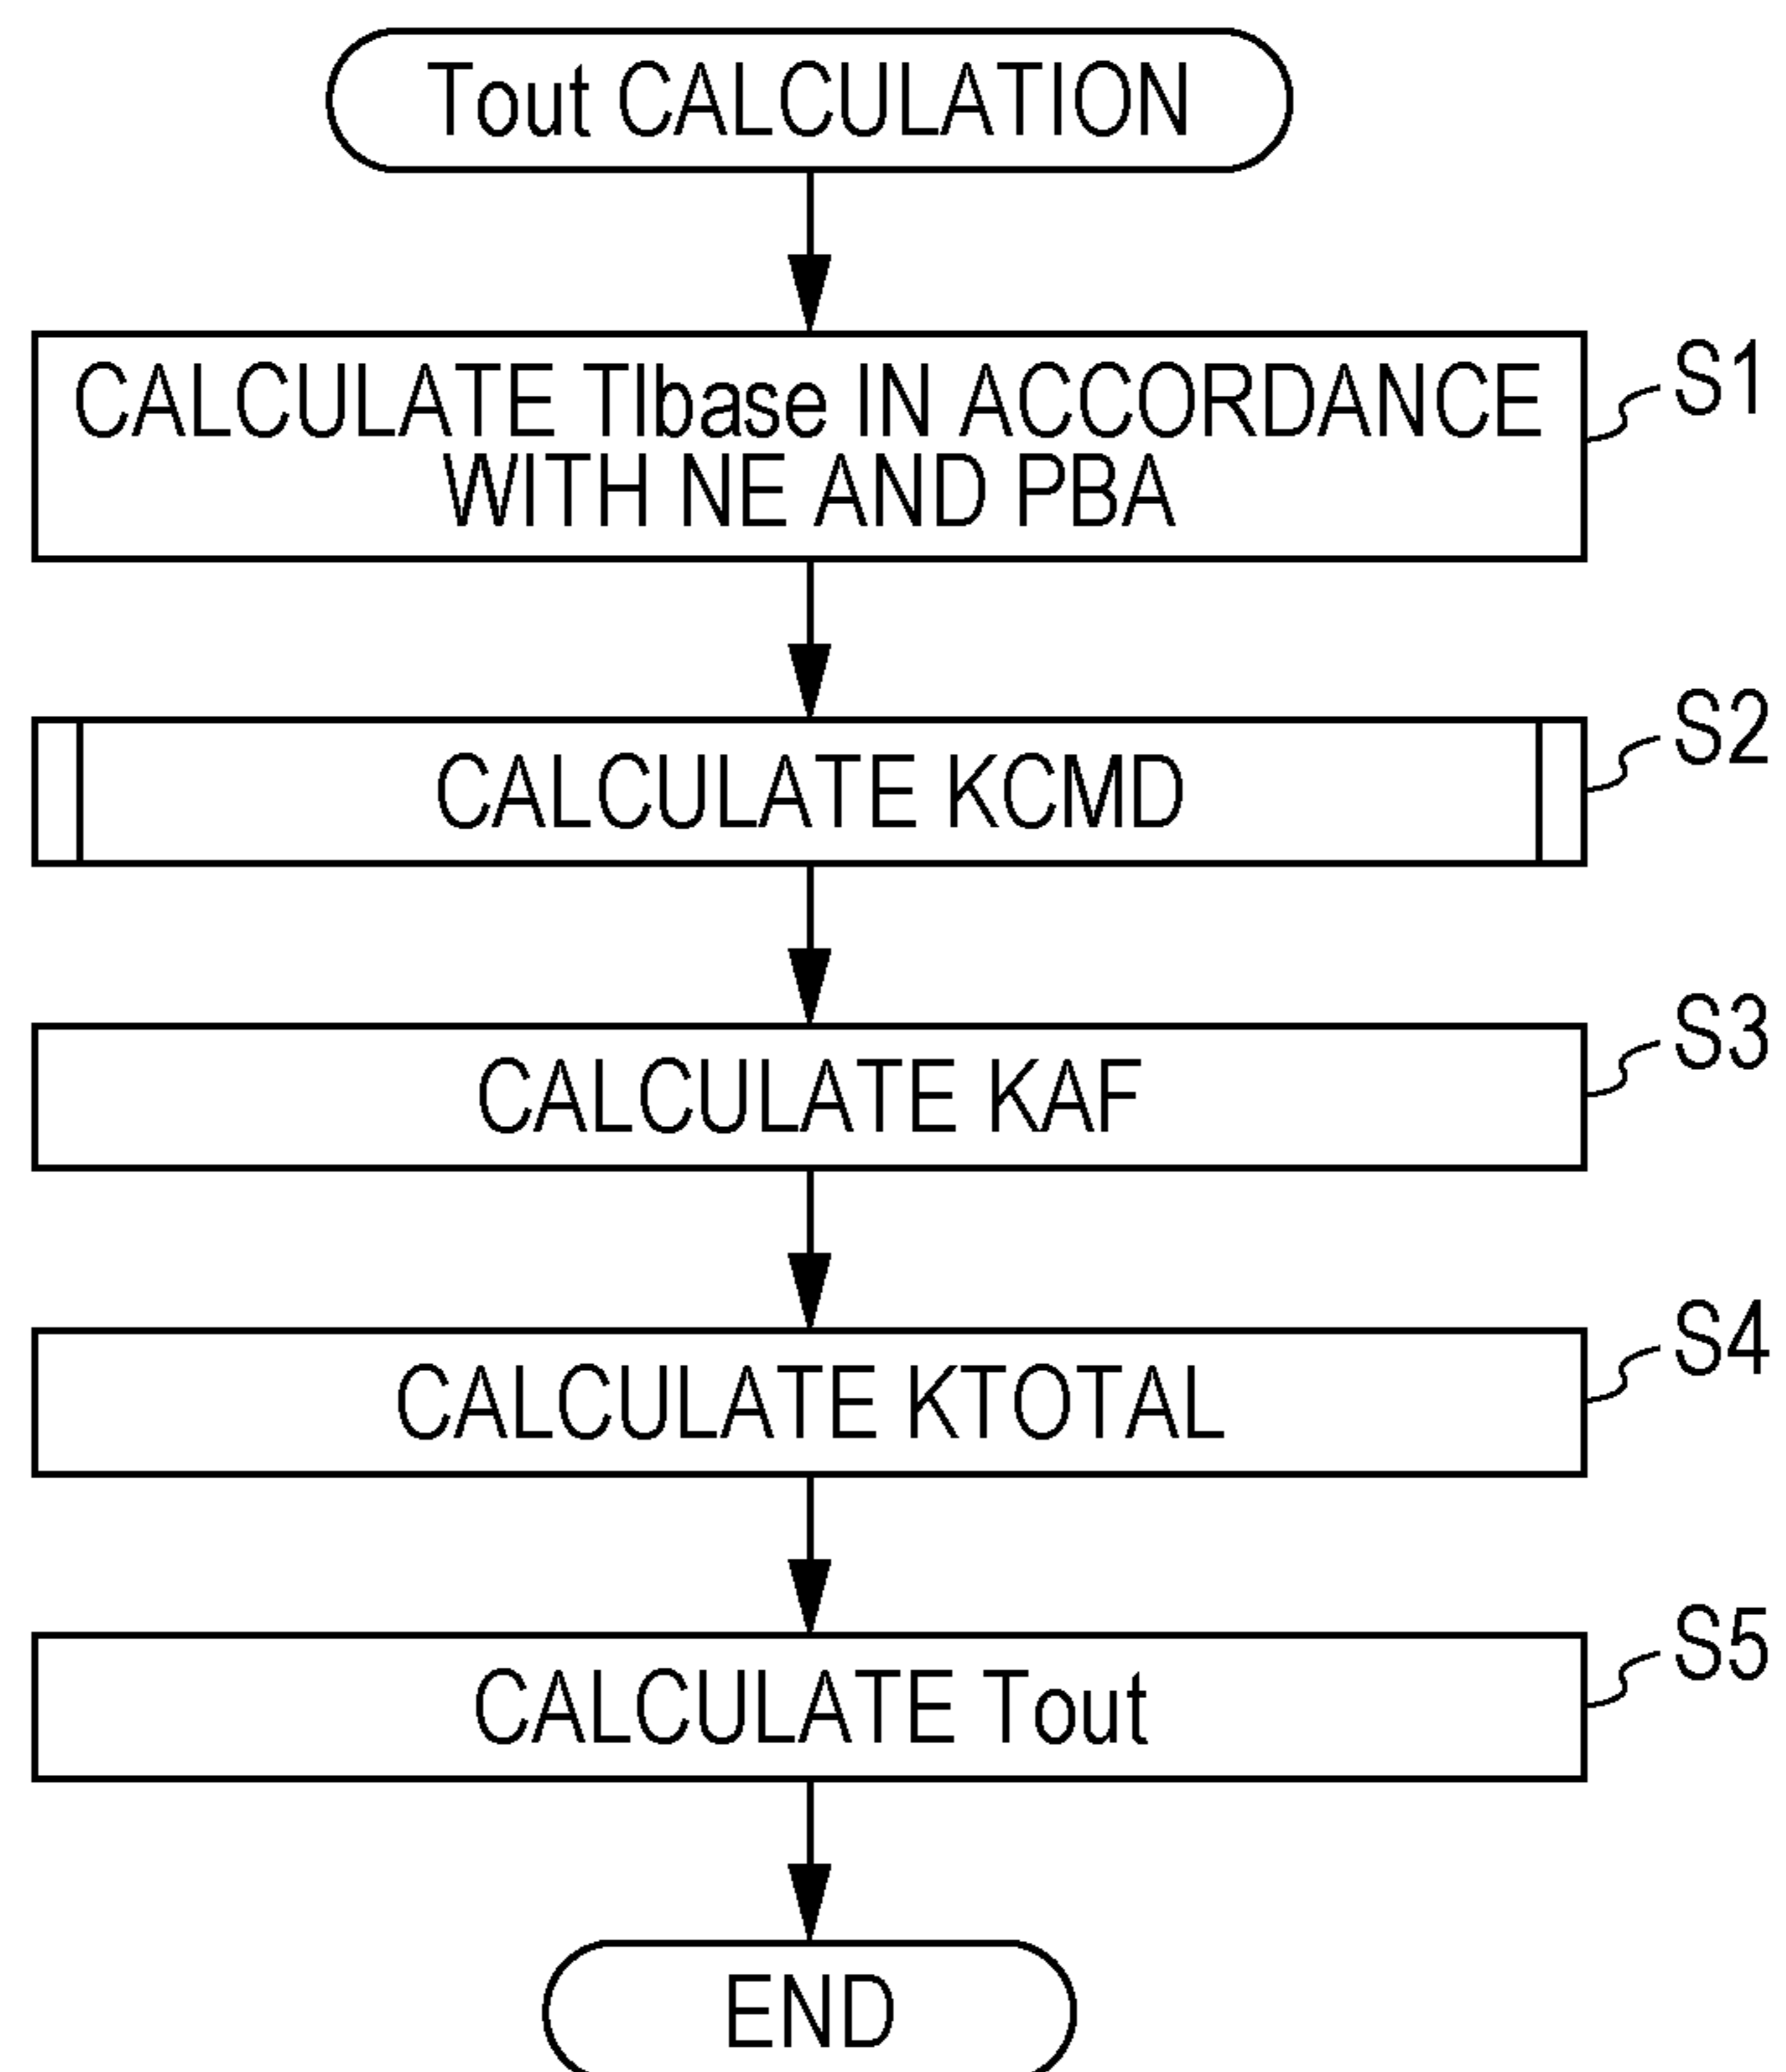 Tout CALCULATION
CALCULATE TIbase IN ACCORDANCE
WITH NE AND PBA
S1
CALCULATE KCMD
S2
CALCULATE KAF
S3
CALCULATE KTOTAL
S4
CALCULATE Tout
S5
END